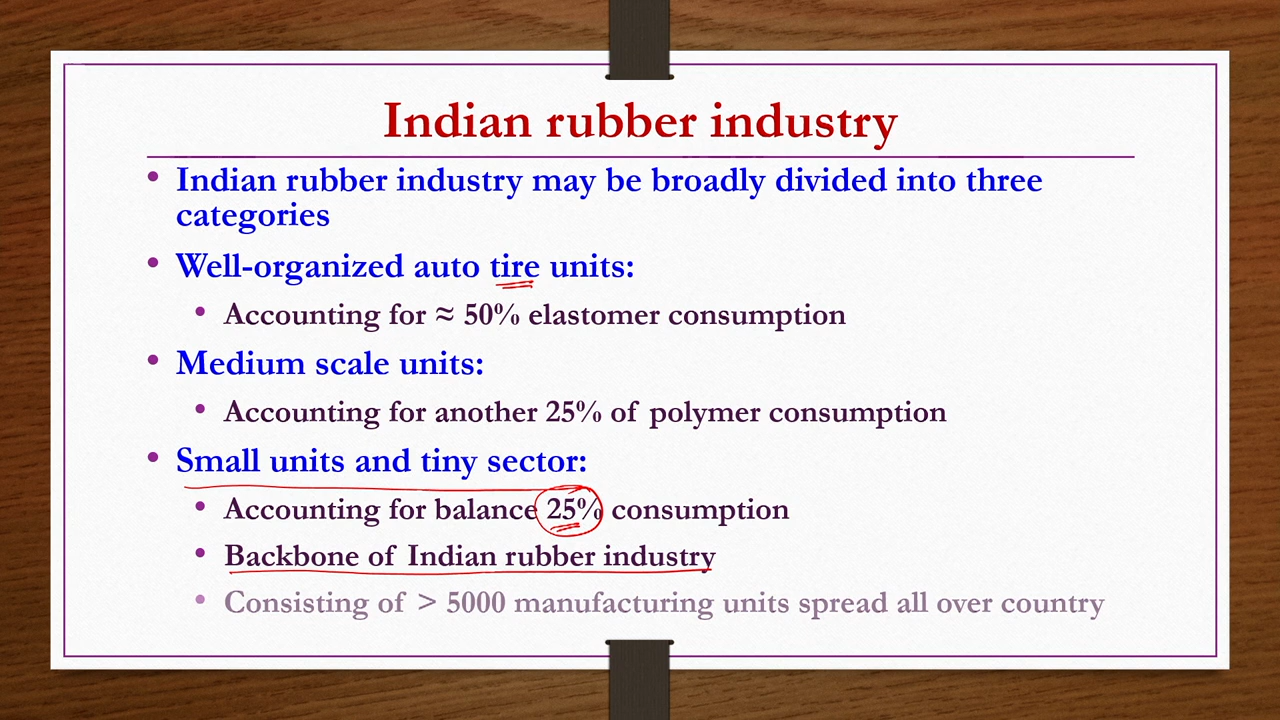 Indian rubber industry
• Indian rubber industry may be broadly divided into three
categories
• Well-organized auto tire units:
• Accounting for ≈ 50% elastomer consumption
• Medium scale units:
• Accounting for another 25% of polymer consumption
• Small units and tiny sector:
• Accounting for balance 25% consumption
• Backbone of Indian rubber industry
• Consisting of > 5000 manufacturing units spread all over country